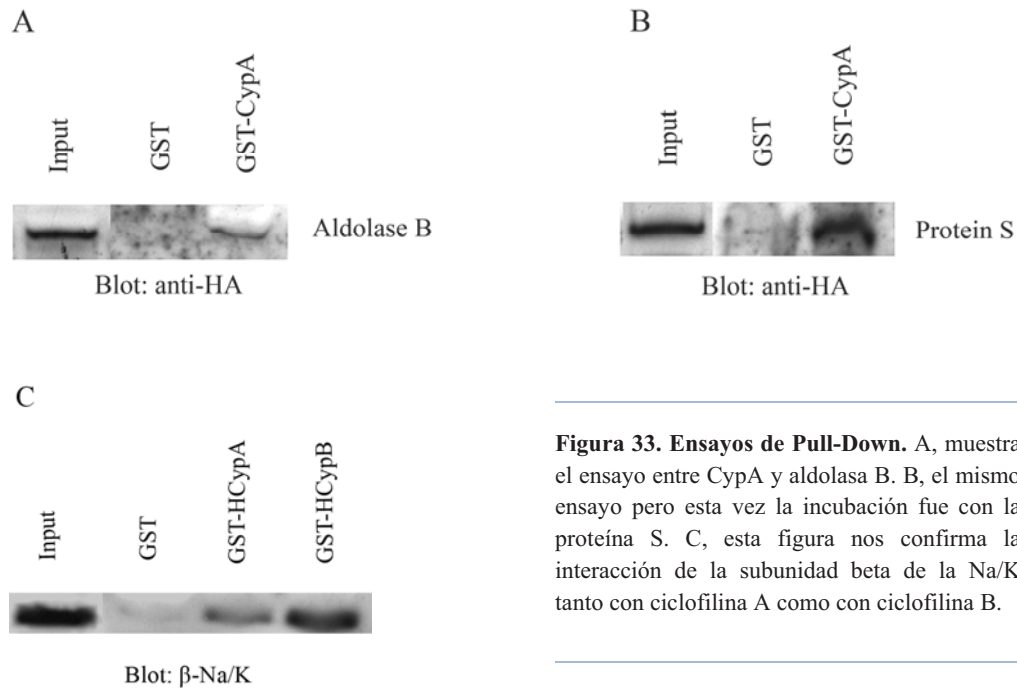 A
Input
GST
GST-CypA
Aldolase B
Blot: anti-HA
B
Input
GST
GST-CypA
Protein S
Blot: anti-HA
C
Input
GST
GST-HCypA
GST-HCypB
Blot: β-Na/K
Figura 33. Ensayos de Pull-Down. A, muestra
el ensayo entre CypA y aldolasa B. B, el mismo
ensayo pero esta vez la incubación fue con la
proteína S. C, esta figura nos confirma la
interacción de la subunidad beta de la Na/K
tanto con ciclofilina A como con ciclofilina B.